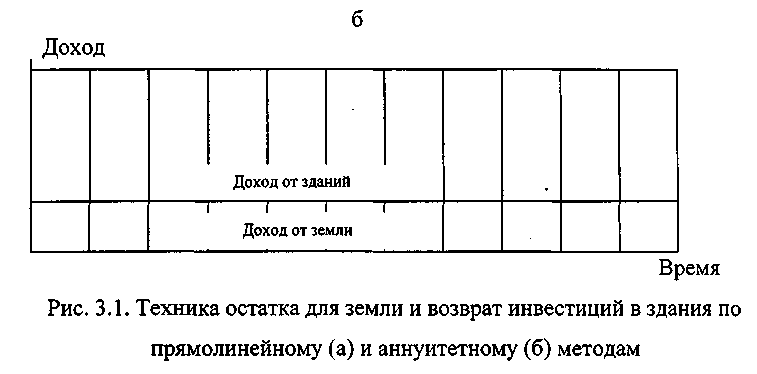 б
Доход
Доход от зданий
Доход от земли
Время
Рис. 3.1. Техника остатка для земли и возврат инвестиций в здания по
прямолинейному (а) и аннуитетному (б) методам